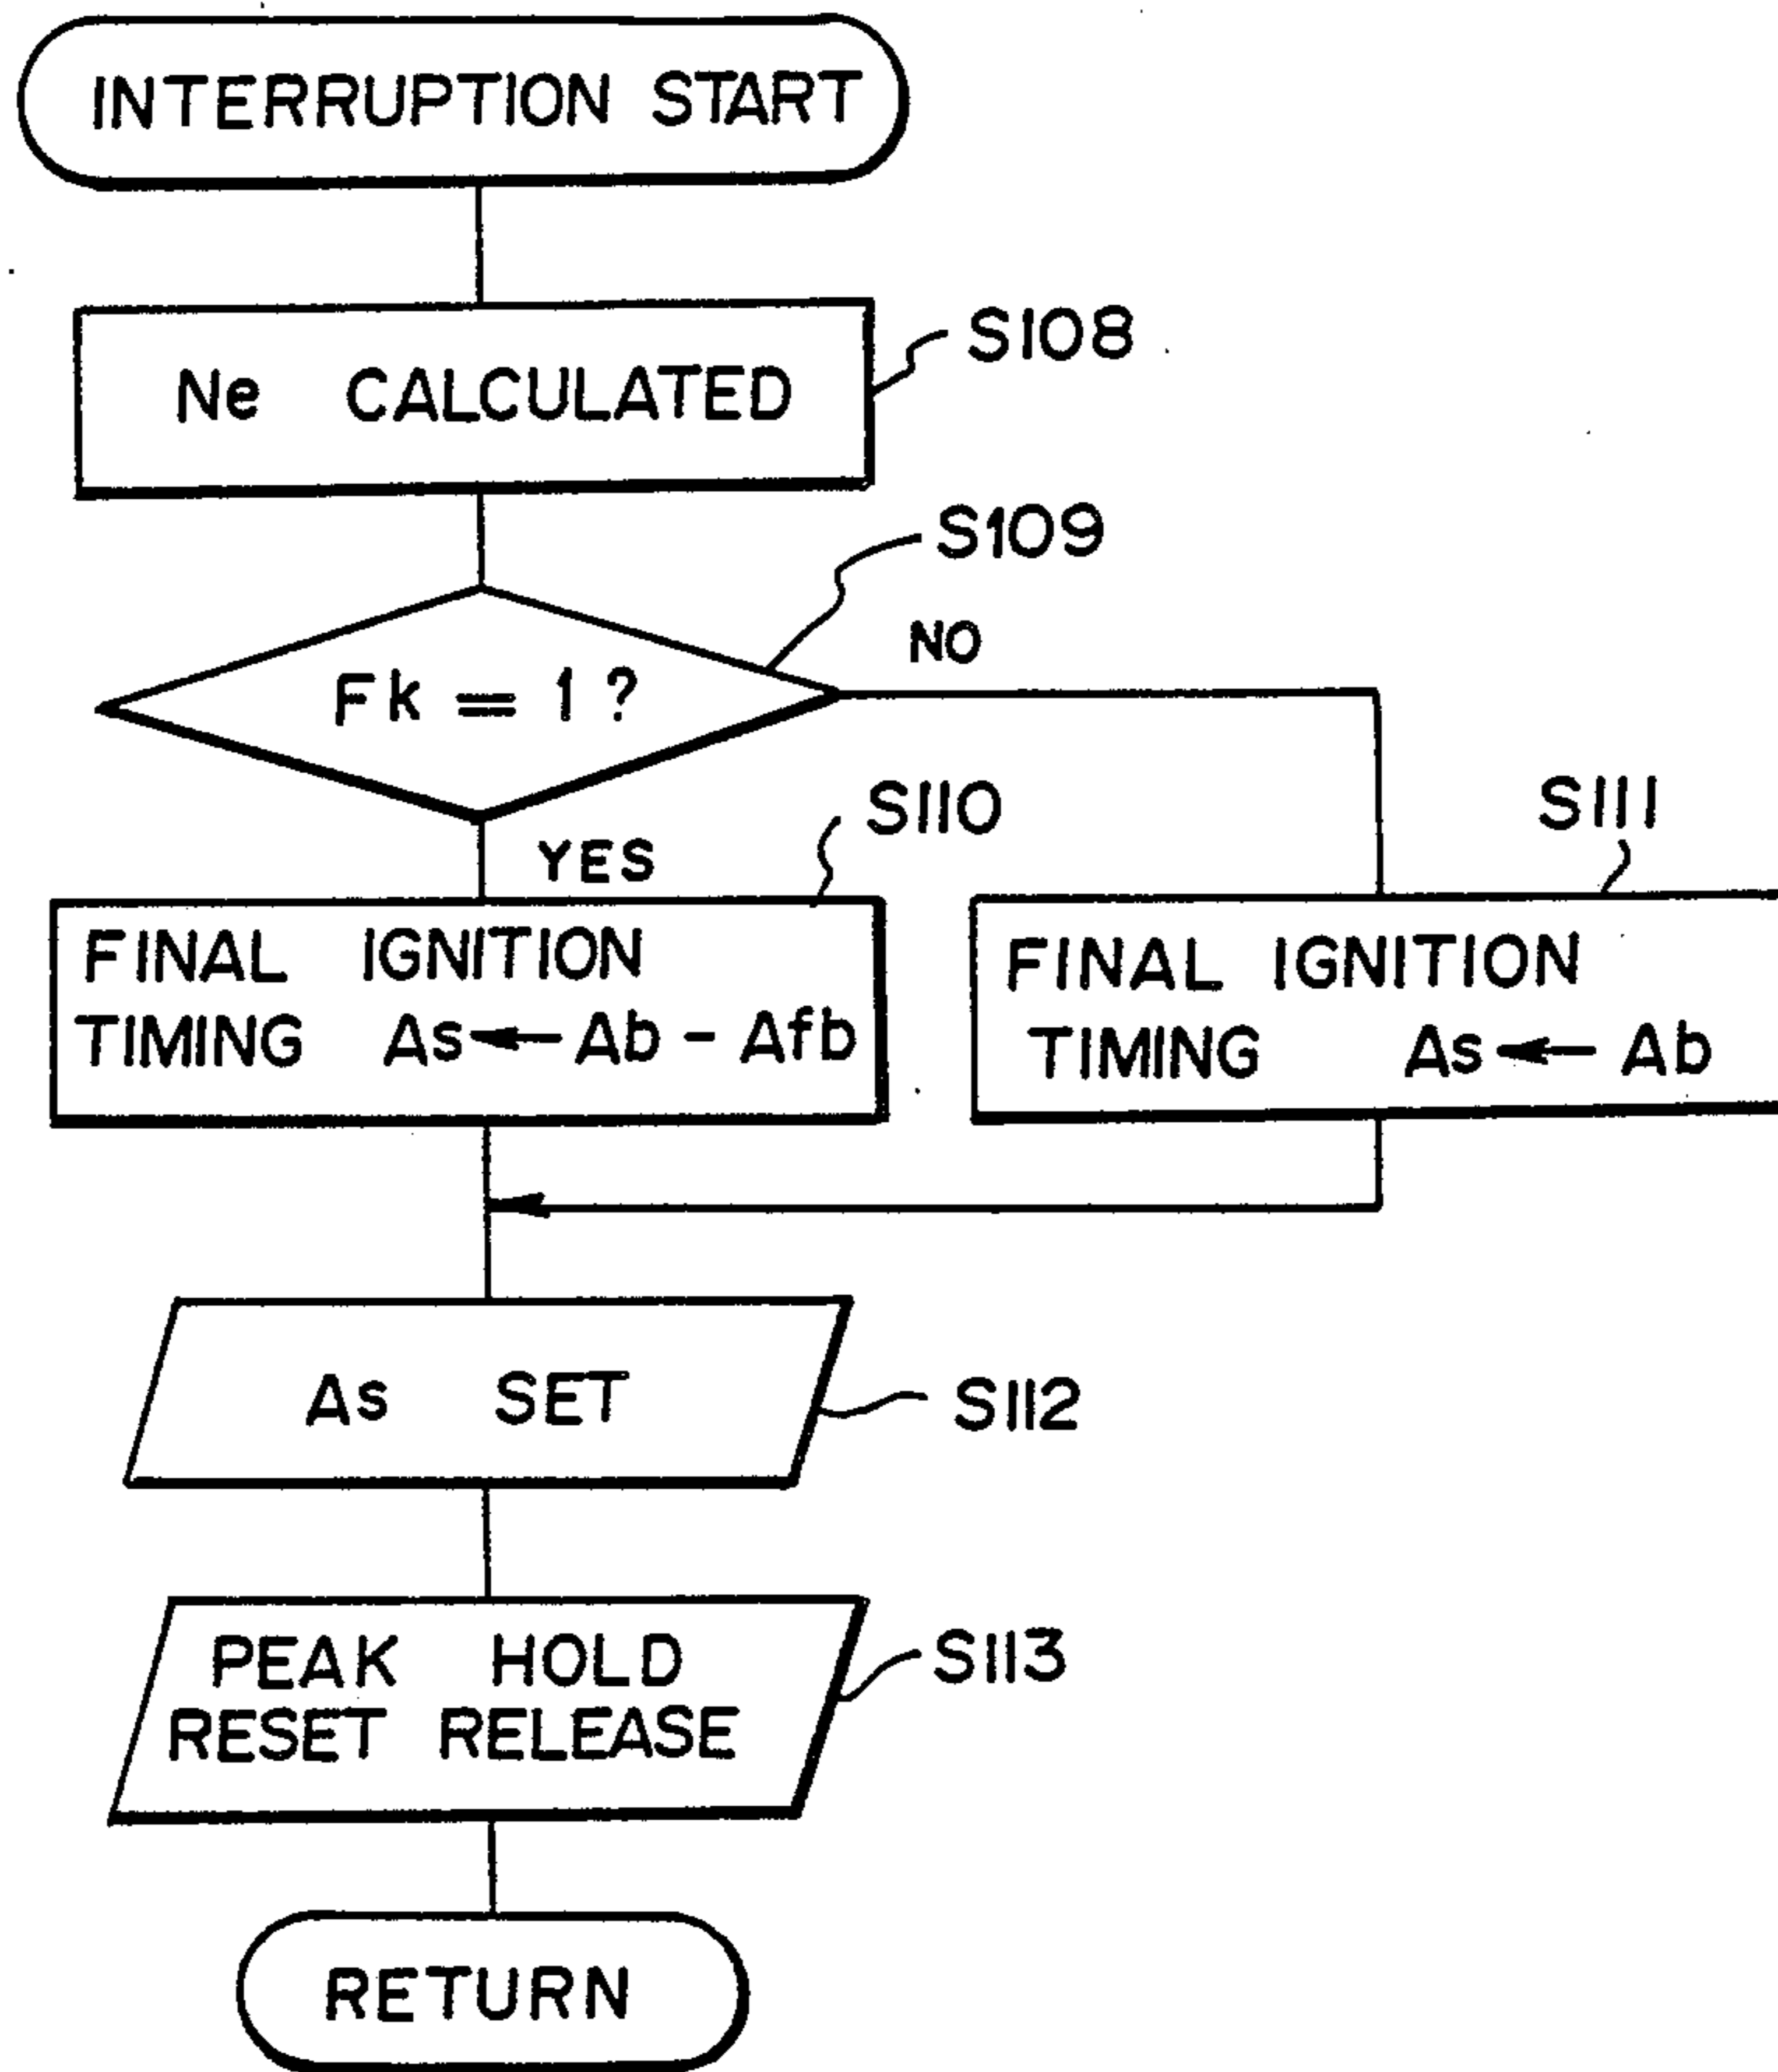 INTERRUPTION START
Ne CALCULATED
S108
S109
Fk = 1 ?
NO
YES
S110
FINAL IGNITION
TIMING As ← Ab - Afb
S111
FINAL IGNITION
TIMING As ← Ab
As SET
S112
PEAK HOLD
RESET RELEASE
S113
RETURN